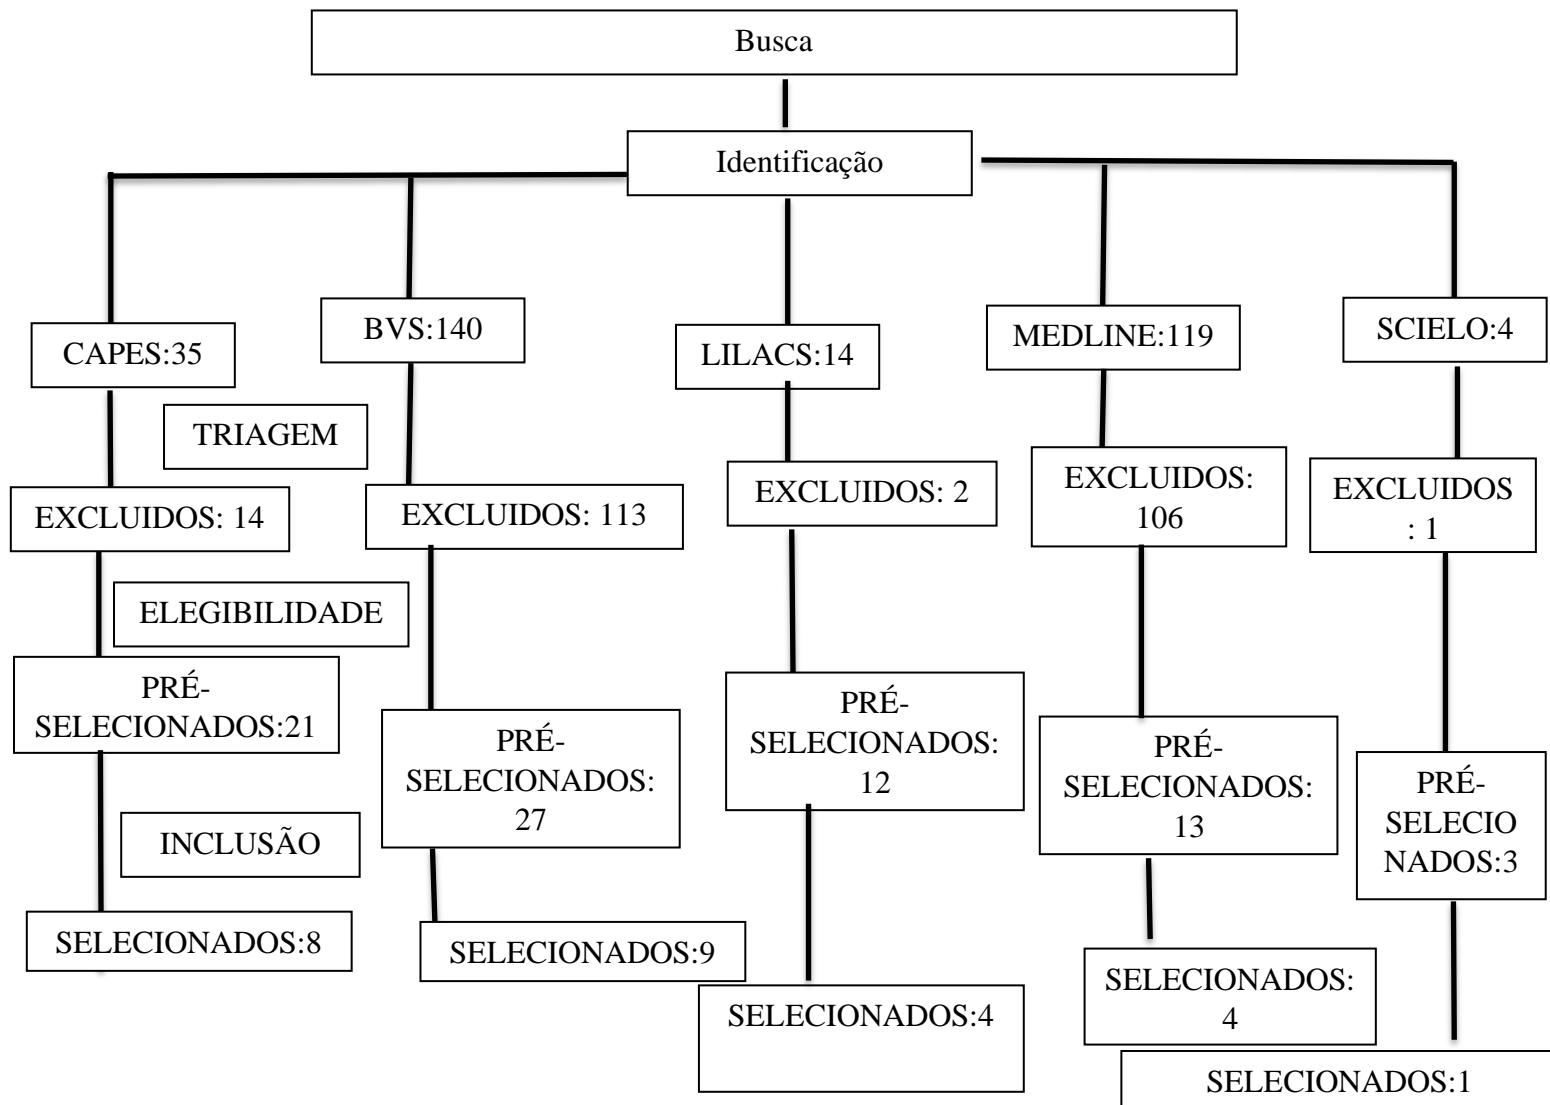 Busca
Identificação
CAPES:35
BVS:140
LILACS:14
MEDLINE:119
SCIELO:4
TRIAGEM
EXCLUIDOS: 14
EXCLUIDOS: 113
EXCLUIDOS: 2
EXCLUIDOS:
106
EXCLUIDOS
: 1
ELEGIBILIDADE
PRÉ-
SELECIONADOS:21
PRÉ-
SELECIONADOS:
27
PRÉ-
SELECIONADOS:
12
PRÉ-
SELECIONADOS:
13
PRÉ-
SELECIO
NADOS:3
INCLUSÃO
SELECIONADOS:8
SELECIONADOS:9
SELECIONADOS:4
SELECIONADOS:
4
SELECIONADOS:1